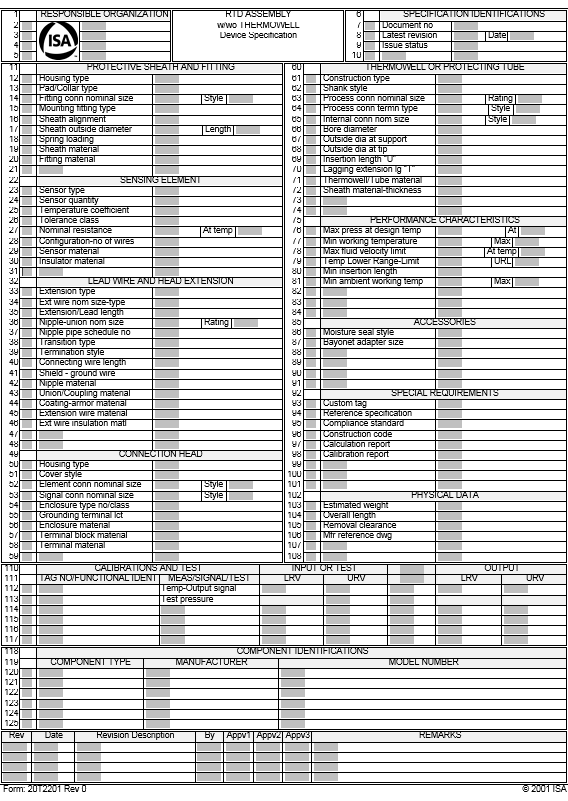 1 RESPONSIBLE ORGANIZATION RTD ASSEMBLY 6 SPECIFICATION IDENTIFICATIONS
2 w/wo THERMOWELL 7 Document no
3 ISA Device Specification 8 Latest revision Date
4 9 Issue status
5 10
11 PROTECTIVE SHEATH AND FITTING 60 THERMOWELL OR PROTECTING TUBE
12 Housing type 61 Construction type
13 Pad/Collar type 62 Shank style
14 Fitting conn nominal size Style 63 Process conn nominal size Rating
15 Mounting fitting type 64 Process conn termn type Style
16 Sheath alignment 65 Internal conn nom size Style
17 Sheath outside diameter Length 66 Bore diameter
18 Spring loading 67 Outside dia at support
19 Sheath material 68 Outside dia at tip
20 Fitting material 69 Insertion length "U"
21 70 Lagging extension lg "T"
22 SENSING ELEMENT 71 Thermowell/Tube material
23 Sensor type 72 Sheath material-thickness
24 Sensor quantity 73
25 Temperature coefficient 74
26 Tolerance class 75 PERFORMANCE CHARACTERISTICS
27 Nominal resistance At temp 76 Max press at design temp At
28 Configuration-no of wires 77 Min working temperature Max
29 Sensor material 78 Max fluid velocity limit At temp
30 Insulator material 79 Temp Lower Range-Limit URL
31 80 Min insertion length
32 LEAD WIRE AND HEAD EXTENSION 81 Min ambient working temp Max
33 Extension type 82
34 Ext wire nom size-type 83
35 Extension/Lead length 84
36 Nipple-union nom size Rating 85 ACCESSORIES
37 Nipple pipe schedule no 86 Moisture seal style
38 Transition type 87 Bayonet adapter size
39 Termination style 88
40 Connecting wire length 89
41 Shield - ground wire 90
42 Nipple material 91
43 Union/Coupling material 92 SPECIAL REQUIREMENTS
44 Coating-armor material 93 Custom tag
45 Extension wire material 94 Reference specification
46 Ext wire insulation matl 95 Compliance standard
47 96 Construction code
48 97 Calculation report
49 CONNECTION HEAD 98 Calibration report
50 Housing type 99
51 Cover style 100
52 Element conn nominal size Style 101
53 Signal conn nominal size Style 102 PHYSICAL DATA
54 Enclosure type no/class 103 Estimated weight
55 Grounding terminal lct 104 Overall length
56 Enclosure material 105 Removal clearance
57 Terminal block material 106 Mfr reference dwg
58 Terminal material 107
59 108
110 CALIBRATIONS AND TEST INPUT OR TEST OUTPUT
111 TAG NO/FUNCTIONAL IDENT MEAS/SIGNAL/TEST LRV URV LRV URV
112 Temp-Output signal
113 Test pressure
114
115
116
117
118 COMPONENT IDENTIFICATIONS
119 COMPONENT TYPE MANUFACTURER MODEL NUMBER
120
121
122
123
124
125
Rev Date Revision Description By Appv1 Appv2 Appv3 REMARKS
Form: 20T2201 Rev 0 © 2001 ISA